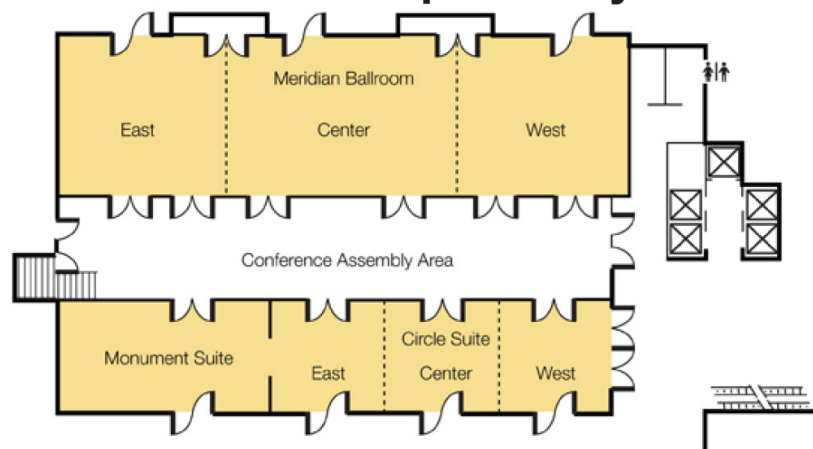 Meridian Ballroom
East
Center
West
Conference Assembly Area
Circle Suite
Monument Suite
East
Center
West